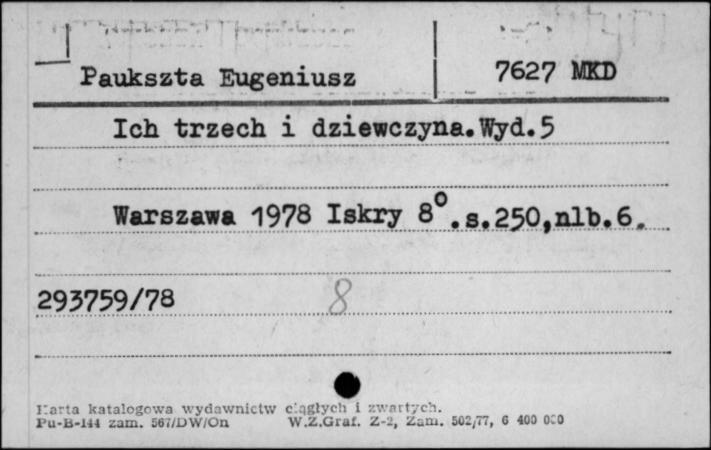 Paukszta Eugeniusz 7627 MKD
Ich trzech i dziewczyna.Wyd.5
Warszawa 1978 Iskry 8°.s.250,nlb.6.
293759/78 8
Karta katalogowa wydawnictw ciągłych i zwartych.
Pu-B-144 zam. 567/DW/On W.Z.Graf. Z-2, Zam. 502/77, 6 400 000